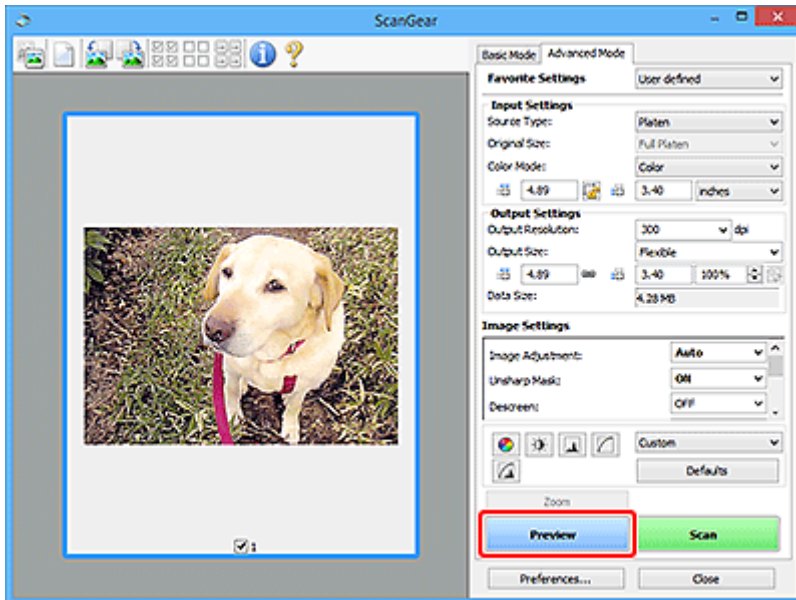 ScanGear
Basic Mode Advanced Mode
Favorite Settings User defined
Input Settings
Source Type: Platen
Original Size: Full Platen
Color Mode: Color
4.89 3.40 inches
Output Settings
Output Resolution: 300 dpi
Output Size: Flexible
4.89 3.40 100%
Data Size: 4.28 MB
Image Settings
Image Adjustment: Auto
Unsharp Mask: ON
Descreen: OFF
Custom
Defaults
Zoom
Preview Scan
1
Preferences... Close